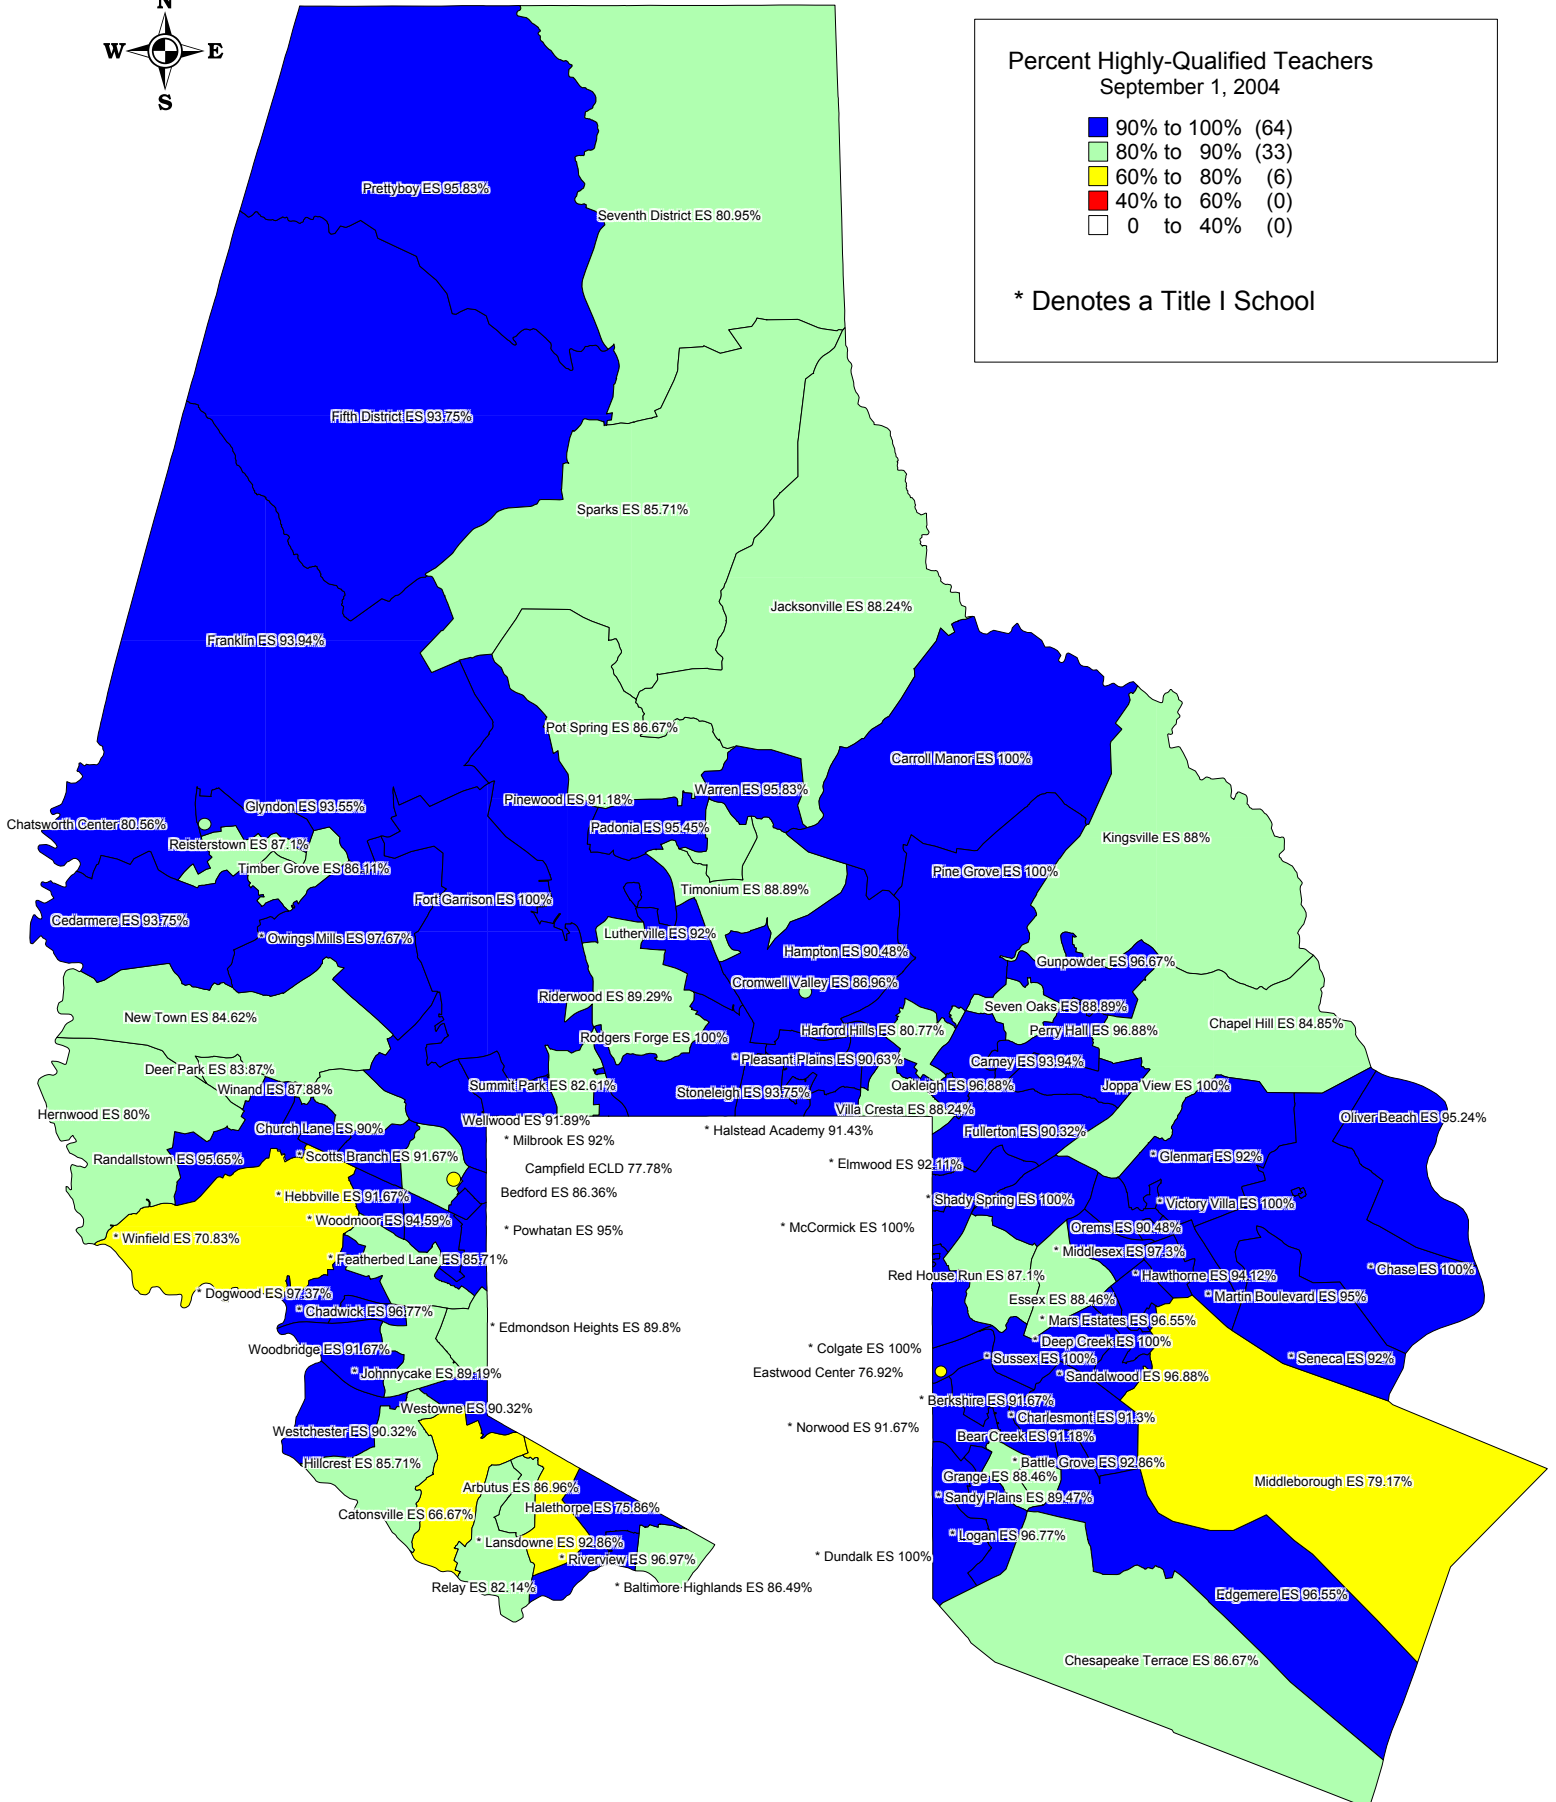 N
W E
S
Percent Highly-Qualified Teachers
September 1, 2004
90% to 100% (64)
80% to 90% (33)
60% to 80% (6)
40% to 60% (0)
0 to 40% (0)
* Denotes a Title I School
Prettyboy ES 95.83%
Seventh District ES 80.95%
Fifth District ES 93.75%
Sparks ES 85.71%
Jacksonville ES 88.24%
Franklin ES 93.94%
Pot Spring ES 86.67%
Carroll Manor ES 100%
Warren ES 95.83%
Pinewood ES 91.18%
Glyndon ES 93.55%
Chatsworth Center 80.56%
Padonia ES 95.45%
Kingsville ES 88%
Reisterstown ES 87.1%
Timber Grove ES 86.11%
Pine Grove ES 100%
Timonium ES 88.89%
Fort Garrison ES 100%
Cedarmere ES 93.75%
Lutherville ES 92%
* Owings Mills ES 97.67%
Hampton ES 90.48%
Gunpowder ES 96.67%
Cromwell Valley ES 86.96%
Riderwood ES 89.29%
Seven Oaks ES 88.89%
New Town ES 84.62%
Chapel Hill ES 84.85%
Harford Hills ES 80.77%
Perry Hall ES 96.88%
Rodgers Forge ES 100%
* Pleasant Plains ES 90.63%
Carney ES 93.94%
Deer Park ES 83.87%
Summit Park ES 82.61%
Oakleigh ES 96.88%
Joppa View ES 100%
Winand ES 87.88%
Stoneleigh ES 93.75%
Villa Cresta ES 88.24%
Hernwood ES 80%
Oliver Beach ES 95.24%
Wellwood ES 91.89%
Church Lane ES 90%
* Halstead Academy 91.43%
Fullerton ES 90.32%
* Milbrook ES 92%
Randallstown ES 95.65%
* Scotts Branch ES 91.67%
* Glenmar ES 92%
* Elmwood ES 92.11%
Campfield ECLD 77.78%
Bedford ES 86.36%
* Hebbville ES 91.67%
* Shady Spring ES 100%
* Victory Villa ES 100%
* Woodmoor ES 94.59%
* Powhatan ES 95%
* McCormick ES 100%
Orems ES 90.48%
* Winfield ES 70.83%
* Middlesex ES 97.3%
* Featherbed Lane ES 85.71%
* Chase ES 100%
Red House Run ES 87.1%
* Hawthorne ES 94.12%
* Dogwood ES 97.37%
* Martin Boulevard ES 95%
Essex ES 88.46%
* Chadwick ES 96.77%
* Mars Estates ES 96.55%
* Edmondson Heights ES 89.8%
* Deep Creek ES 100%
Woodbridge ES 91.67%
* Colgate ES 100%
* Sussex ES 100%
* Seneca ES 92%
* Johnnycake ES 89.19%
Eastwood Center 76.92%
* Sandalwood ES 96.88%
* Berkshire ES 91.67%
Westowne ES 90.32%
* Charlesmont ES 91.3%
* Norwood ES 91.67%
Westchester ES 90.32%
Bear Creek ES 91.18%
Hillcrest ES 85.71%
* Battle Grove ES 92.86%
Grange ES 88.46%
Middleborough ES 79.17%
Arbutus ES 86.96%
* Sandy Plains ES 89.47%
Halethorpe ES 75.86%
Catonsville ES 66.67%
* Logan ES 96.77%
* Lansdowne ES 92.86%
* Dundalk ES 100%
* Riverview ES 96.97%
Relay ES 82.14%
* Baltimore Highlands ES 86.49%
Edgemere ES 96.55%
Chesapeake Terrace ES 86.67%